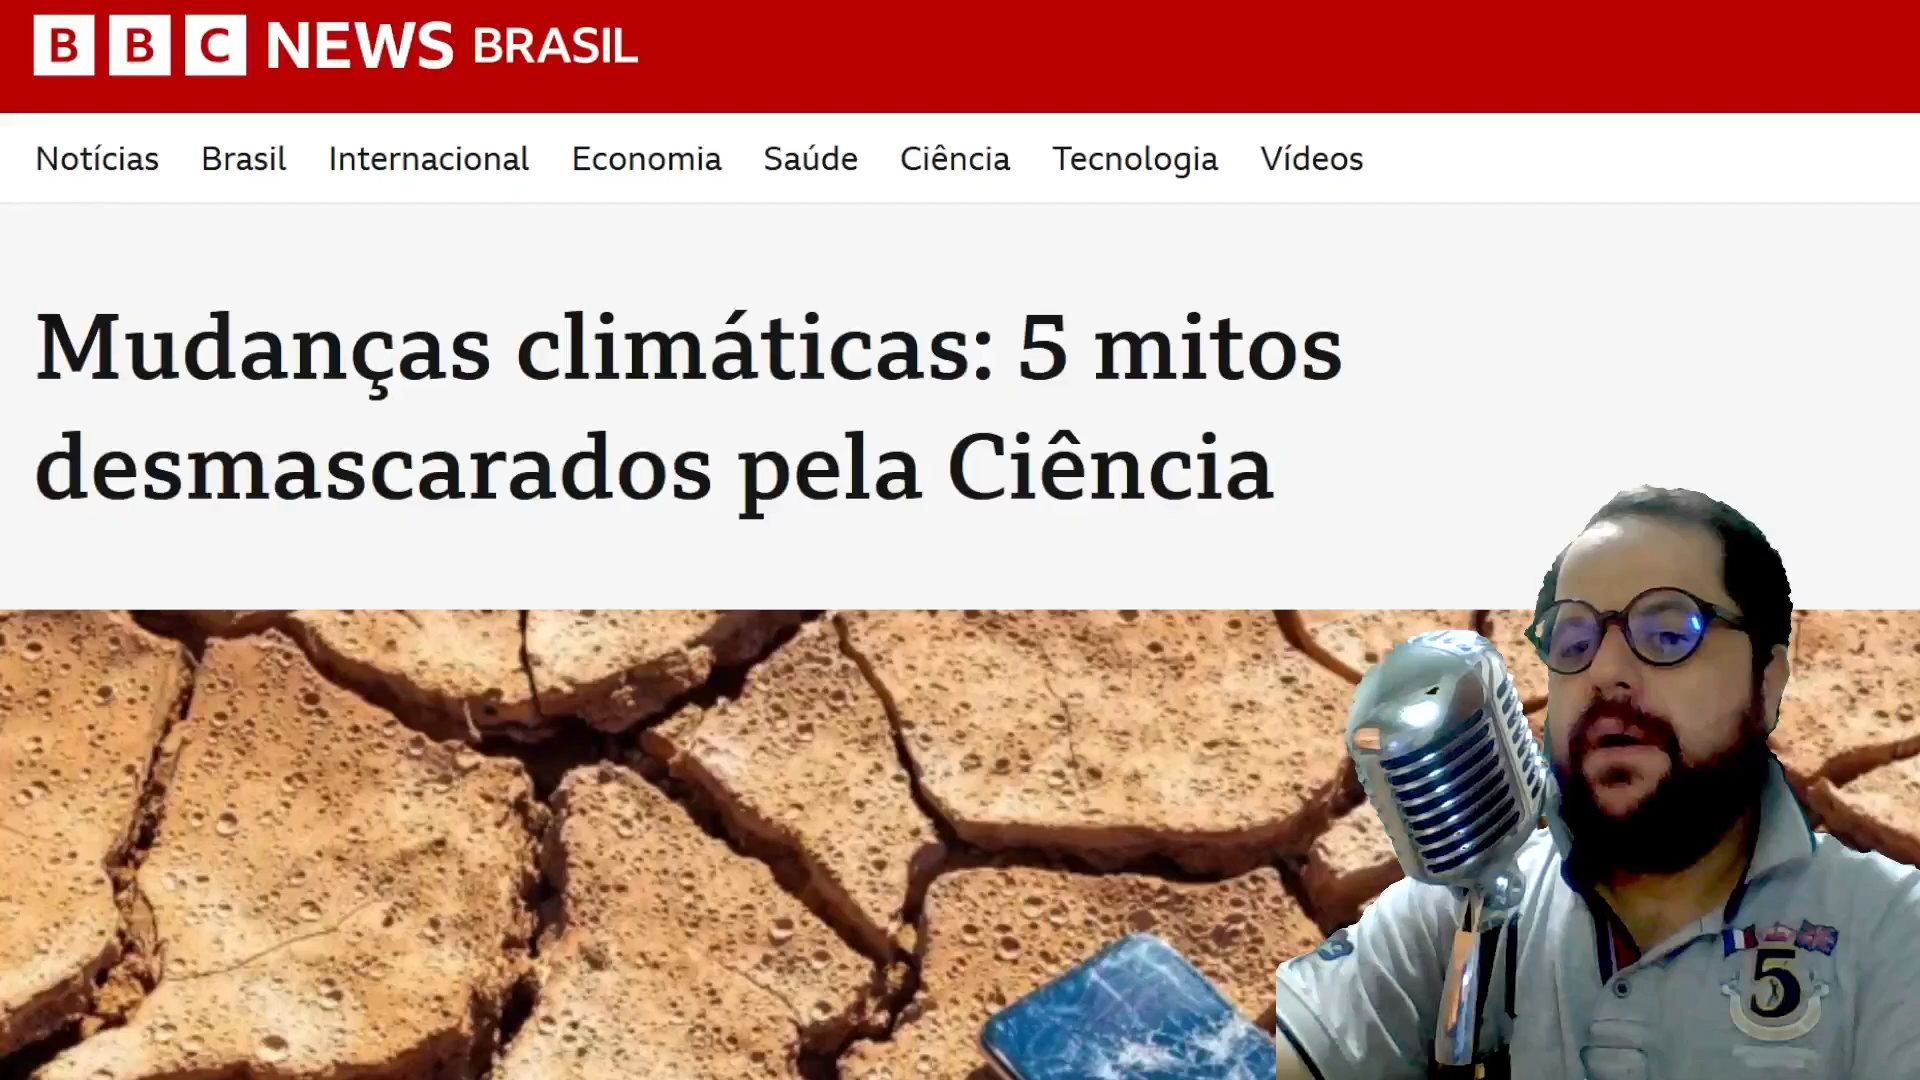 BBC NEWS BRASIL
Notícias Brasil Internacional Economia Saúde Ciência Tecnologia Vídeos
Mudanças climáticas: 5 mitos
desmascarados pela Ciência
5